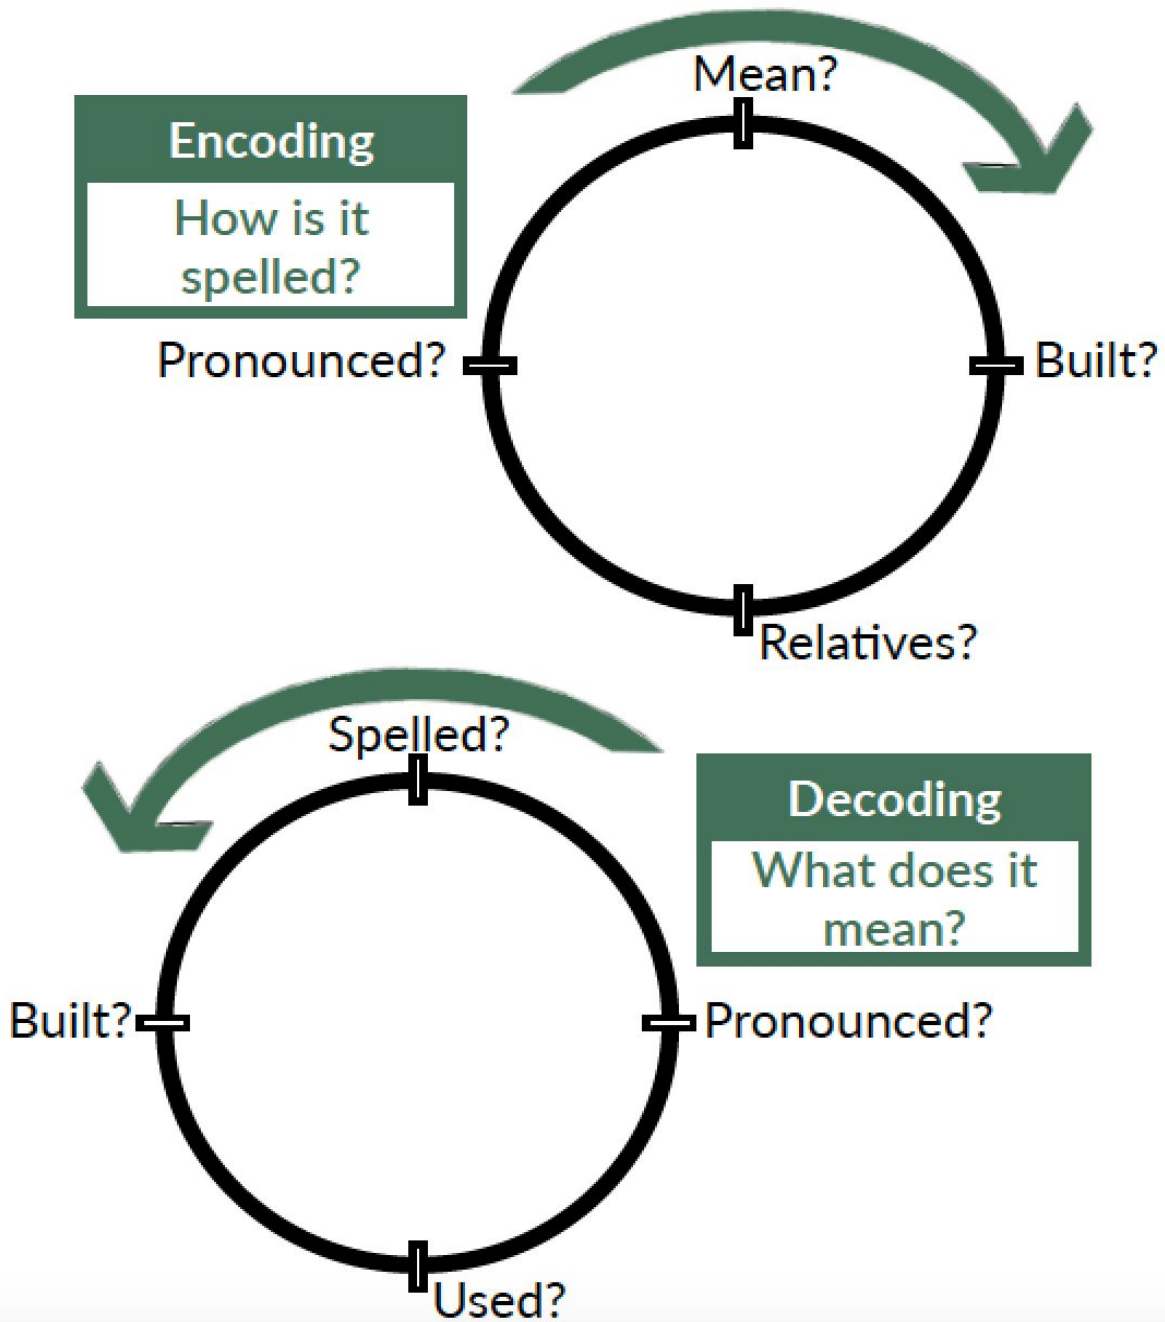 Mean?
Encoding
How is it
spelled?
Pronounced?
Built?
Relatives?
Spelled?
Decoding
What does it
mean?
Built?
Pronounced?
Used?